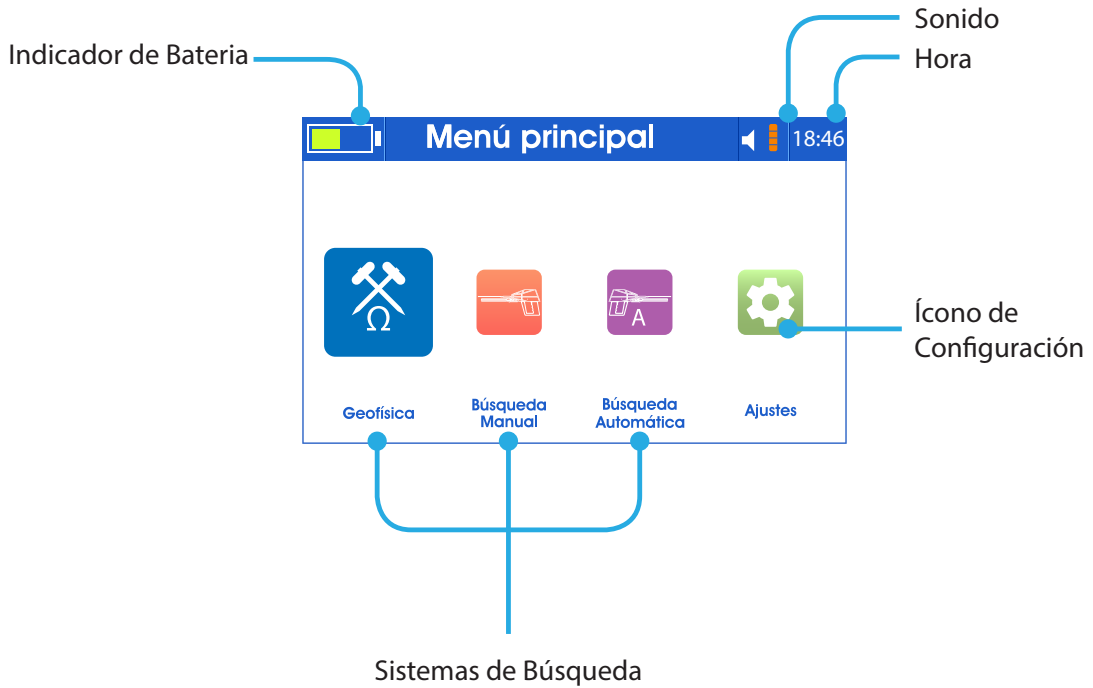 Sonido
Indicador de Bateria
Hora
Menú principal
18:46
Ω
A
Ícono de
Configuración
Geofísica
Búsqueda
Manual
Búsqueda
Automática
Ajustes
Sistemas de Búsqueda